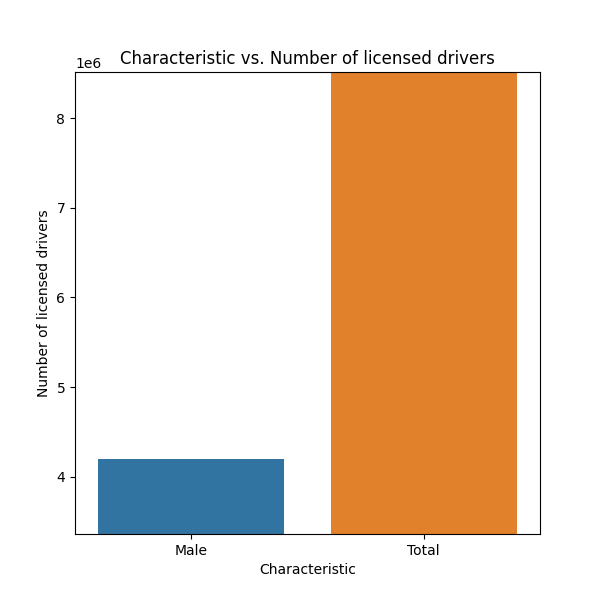 Characteristic vs. Number of licensed drivers
1e6
8
7
6
5
4
Number of licensed drivers
Male Total
Characteristic